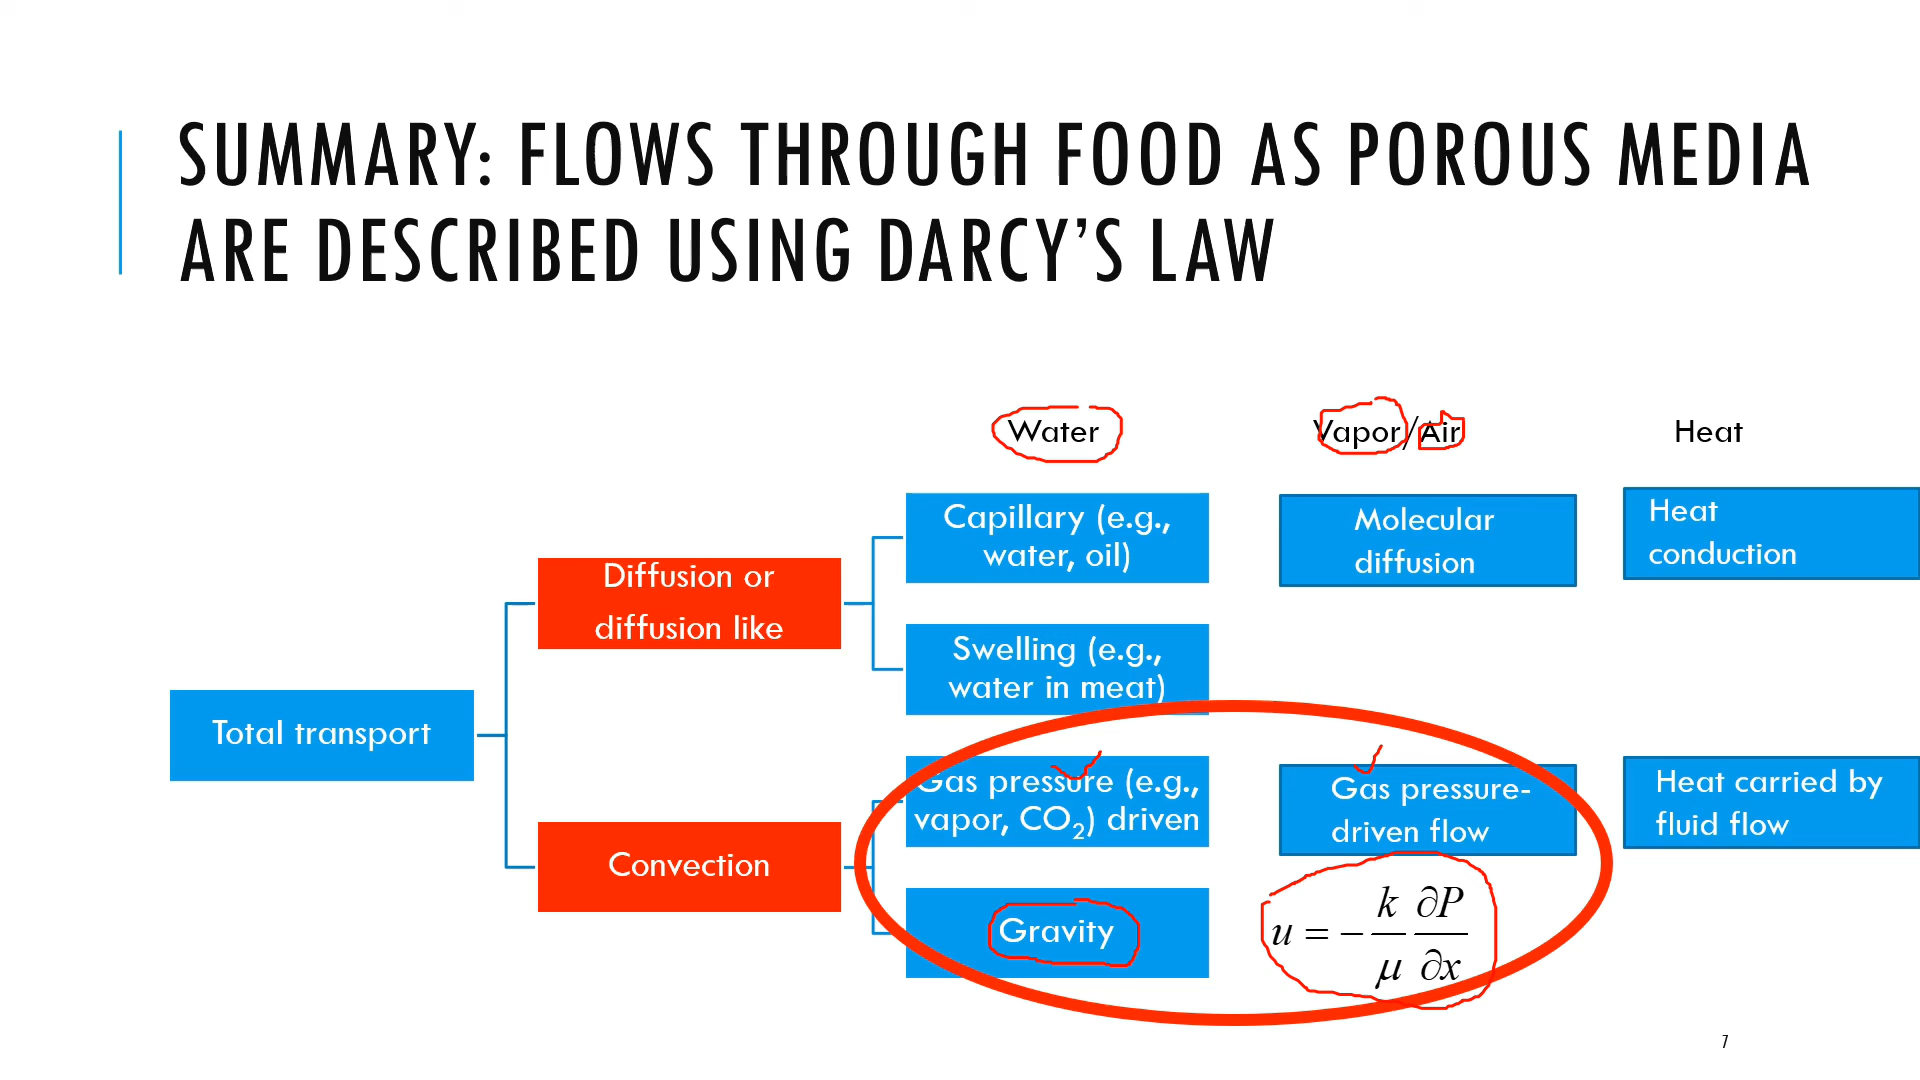 SUMMARY: FLOWS THROUGH FOOD AS POROUS MEDIA
ARE DESCRIBED USING DARCY'S LAW
Water
Vapor/Air
Heat
Capillary (e.g.,
water, oil)
Molecular
diffusion
Heat
conduction
Diffusion or
diffusion like
Swelling (e.g.,
water in meat)
Total transport
Gas pressure (e.g.,
vapor, CO₂) driven
Gas pressure-
driven flow
Heat carried by
fluid flow
Convection
Gravity
u = − k/μ ∂P/∂x
7